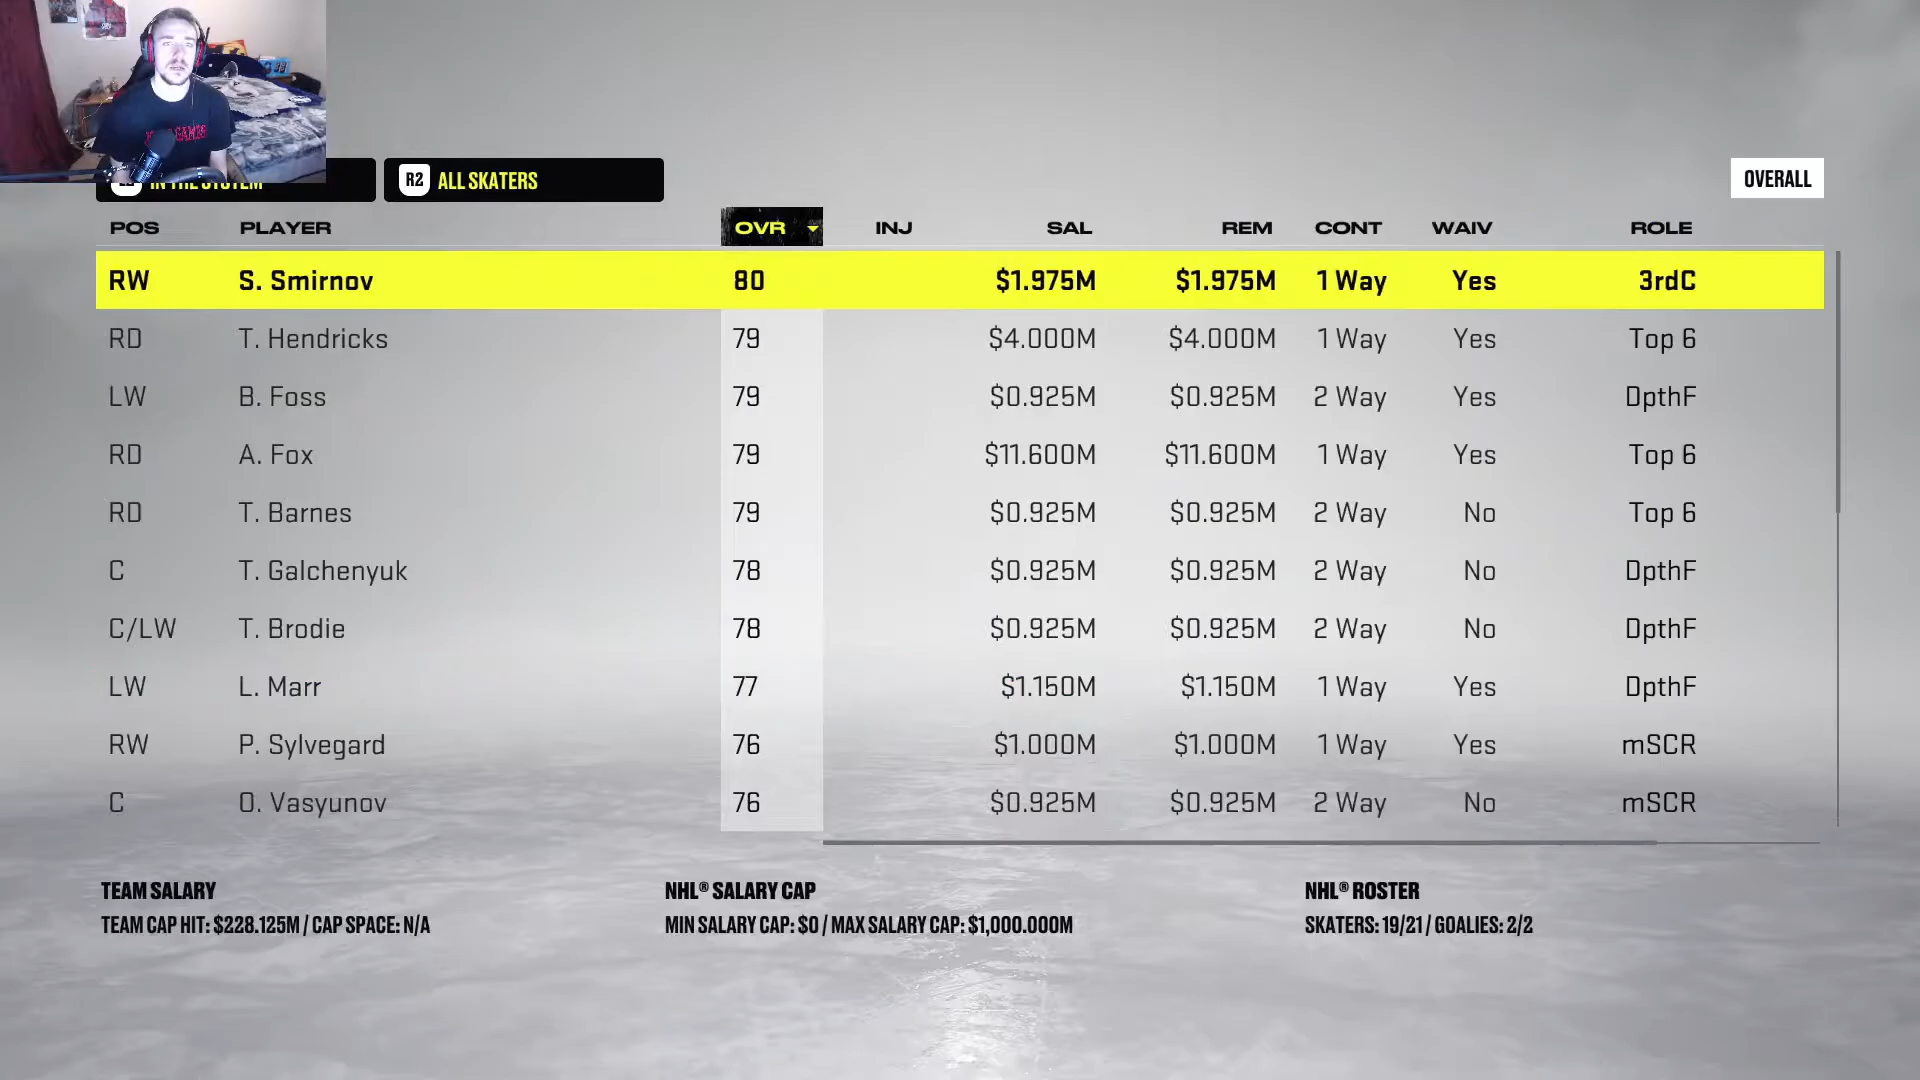 IN THE SYSTEM
R2 ALL SKATERS
OVERALL
POS PLAYER OVR INJ SAL REM CONT WAIV ROLE
RW S. Smirnov 80 $1.975M $1.975M 1 Way Yes 3rdC
RD T. Hendricks 79 $4.000M $4.000M 1 Way Yes Top 6
LW B. Foss 79 $0.925M $0.925M 2 Way Yes DpthF
RD A. Fox 79 $11.600M $11.600M 1 Way Yes Top 6
RD T. Barnes 79 $0.925M $0.925M 2 Way No Top 6
C T. Galchenyuk 78 $0.925M $0.925M 2 Way No DpthF
C/LW T. Brodie 78 $0.925M $0.925M 2 Way No DpthF
LW L. Marr 77 $1.150M $1.150M 1 Way Yes DpthF
RW P. Sylvegard 76 $1.000M $1.000M 1 Way Yes mSCR
C O. Vasyunov 76 $0.925M $0.925M 2 Way No mSCR
TEAM SALARY
TEAM CAP HIT: $228.125M / CAP SPACE: N/A
NHL® SALARY CAP
MIN SALARY CAP: $0 / MAX SALARY CAP: $1,000.000M
NHL® ROSTER
SKATERS: 19/21 / GOALIES: 2/2